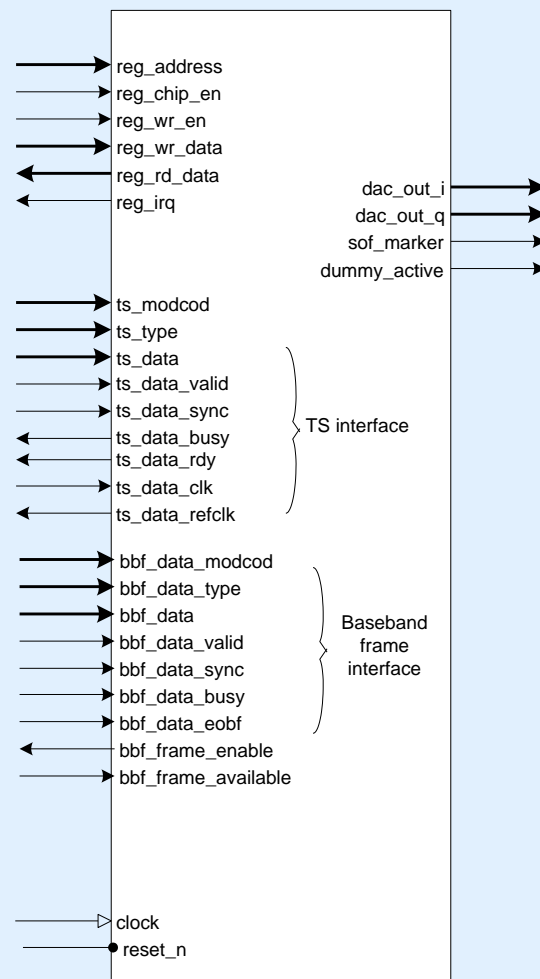 reg_address
reg_chip_en
reg_wr_en
reg_wr_data
reg_rd_data
reg_irq
dac_out_i
dac_out_q
sof_marker
dummy_active
ts_modcod
ts_type
ts_data
ts_data_valid
ts_data_sync
ts_data_busy
ts_data_rdy
ts_data_clk
ts_data_refclk
TS interface
bbf_data_modcod
bbf_data_type
bbf_data
bbf_data_valid
bbf_data_sync
bbf_data_busy
bbf_data_eobf
bbf_frame_enable
bbf_frame_available
Baseband
frame
interface
clock
reset_n